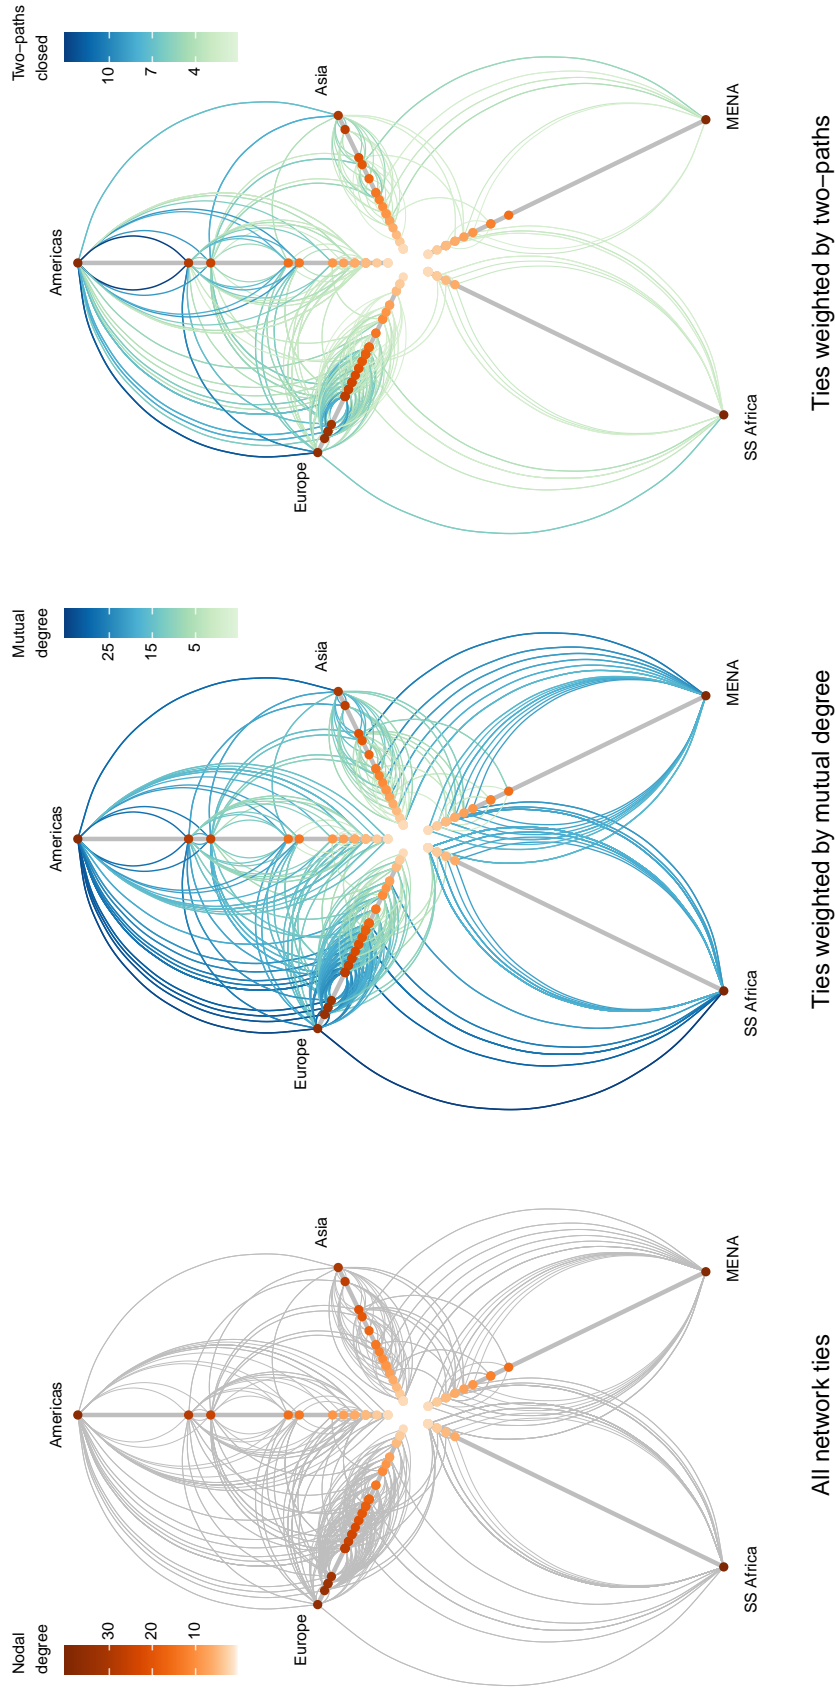 Nodal
degree
30
20
10
Americas
Europe
Asia
SS Africa
MENA
All network ties
Mutual
degree
25
15
5
Americas
Europe
Asia
SS Africa
MENA
Ties weighted by mutual degree
Two−paths
closed
10
7
4
Americas
Europe
Asia
SS Africa
MENA
Ties weighted by two−paths